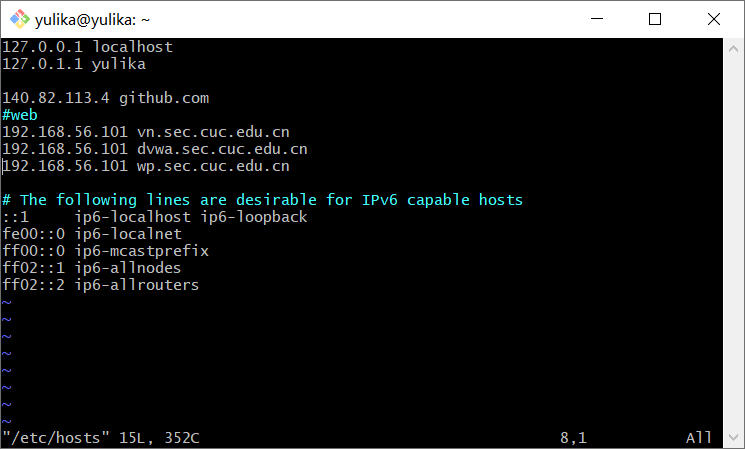 yulika@yulika: ~
127.0.0.1 localhost
127.0.1.1 yulika
140.82.113.4 github.com
#web
192.168.56.101 vn.sec.cuc.edu.cn
192.168.56.101 dvwa.sec.cuc.edu.cn
192.168.56.101 wp.sec.cuc.edu.cn
# The following lines are desirable for IPv6 capable hosts
::1     ip6-localhost ip6-loopback
fe00::0 ip6-localnet
ff00::0 ip6-mcastprefix
ff02::1 ip6-allnodes
ff02::2 ip6-allrouters
~
~
~
~
~
~
~
~
"/etc/hosts" 15L, 352C 8,1 All